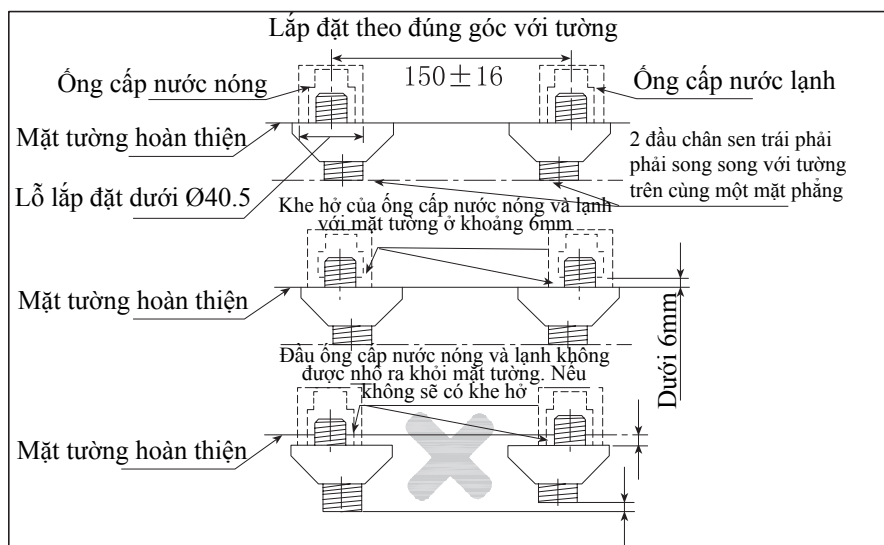 Lắp đặt theo đúng góc với tường
150±16
Ống cấp nước nóng
Ống cấp nước lạnh
Mặt tường hoàn thiện
2 đầu chân sen trái phải
phải song song với tường
trên cùng một mặt phẳng
Lỗ lắp đặt dưới Ø40.5
Khe hở của ống cấp nước nóng và lạnh
với mặt tường ở khoảng 6mm
Mặt tường hoàn thiện
Dưới 6mm
Đầu ống cấp nước nóng và lạnh không
được nhô ra khỏi mặt tường. Nếu
không sẽ có khe hở
Mặt tường hoàn thiện